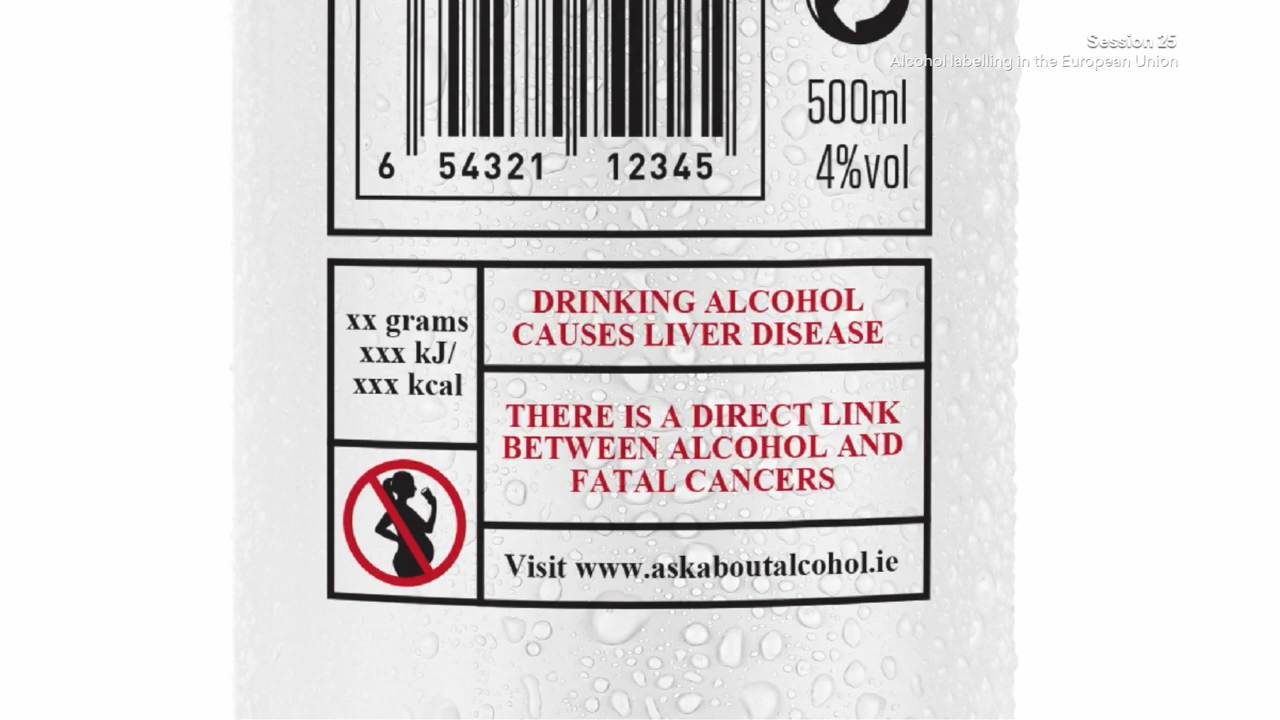 Session 25
Alcohol labelling in the European Union
500ml
4%vol
6 54321 12345
xx grams
xxx kJ/
xxx kcal
DRINKING ALCOHOL
CAUSES LIVER DISEASE
THERE IS A DIRECT LINK
BETWEEN ALCOHOL AND
FATAL CANCERS
Visit www.askaboutalcohol.ie